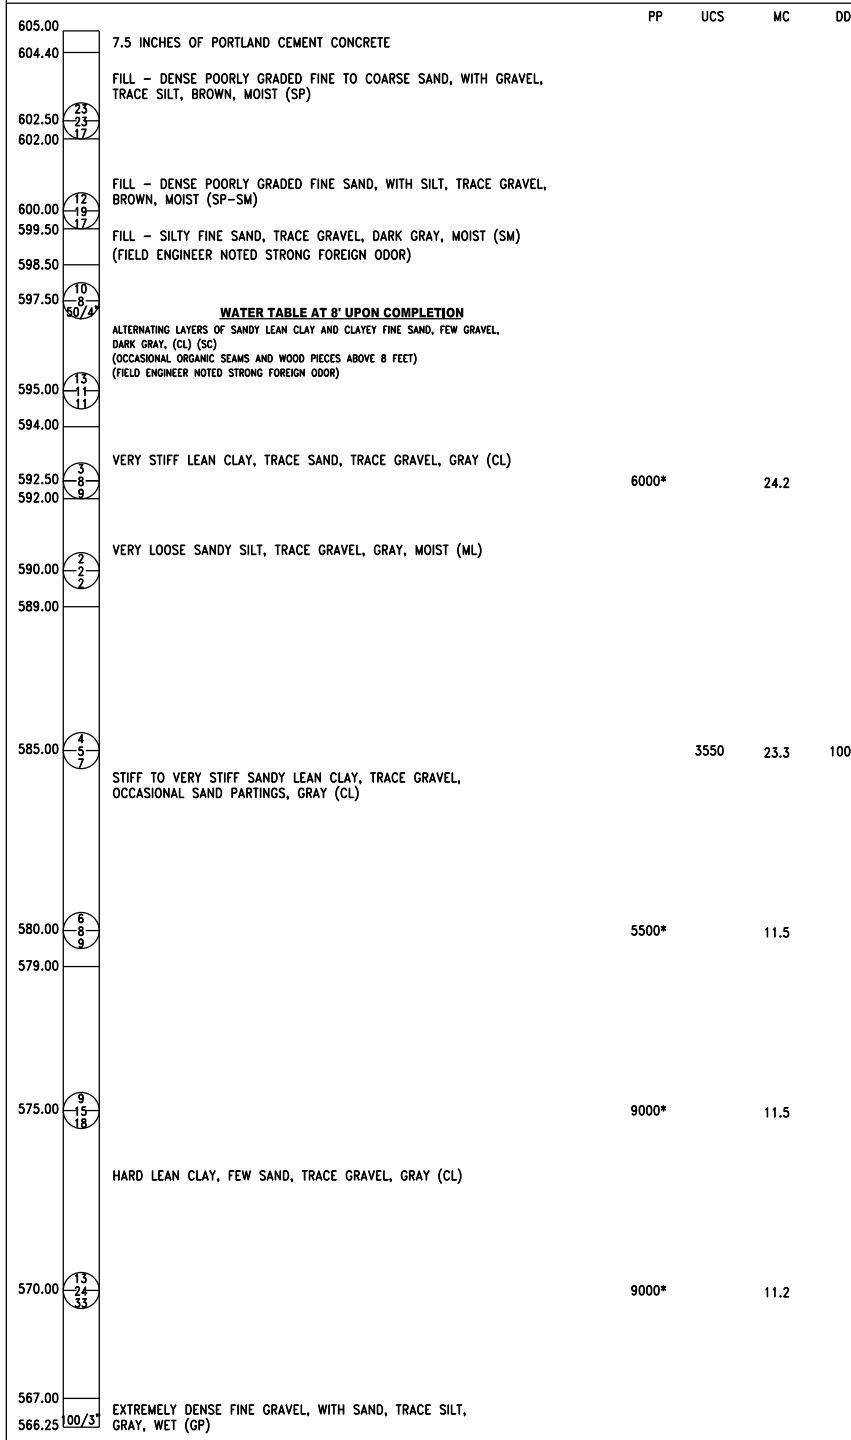 PP UCS MC DD
605.00
7.5 INCHES OF PORTLAND CEMENT CONCRETE
604.40
FILL – DENSE POORLY GRADED FINE TO COARSE SAND, WITH GRAVEL,
TRACE SILT, BROWN, MOIST (SP)
23
602.50 23
17
602.00
FILL – DENSE POORLY GRADED FINE SAND, WITH SILT, TRACE GRAVEL,
BROWN, MOIST (SP–SM)
12
600.00 19
17
599.50
FILL – SILTY FINE SAND, TRACE GRAVEL, DARK GRAY, MOIST (SM)
(FIELD ENGINEER NOTED STRONG FOREIGN ODOR)
598.50
10
597.50 8
50/4"
WATER TABLE AT 8' UPON COMPLETION
ALTERNATING LAYERS OF SANDY LEAN CLAY AND CLAYEY FINE SAND, FEW GRAVEL,
DARK GRAY, (CL) (SC)
(OCCASIONAL ORGANIC SEAMS AND WOOD PIECES ABOVE 8 FEET)
(FIELD ENGINEER NOTED STRONG FOREIGN ODOR)
13
595.00 11
11
594.00
VERY STIFF LEAN CLAY, TRACE SAND, TRACE GRAVEL, GRAY (CL)
3
592.50 8 6000* 24.2
9
592.00
VERY LOOSE SANDY SILT, TRACE GRAVEL, GRAY, MOIST (ML)
2
590.00 2
2
589.00
4
585.00 5 3550 23.3 100
7
STIFF TO VERY STIFF SANDY LEAN CLAY, TRACE GRAVEL,
OCCASIONAL SAND PARTINGS, GRAY (CL)
6
580.00 8 5500* 11.5
9
579.00
9
575.00 15 9000* 11.5
18
HARD LEAN CLAY, FEW SAND, TRACE GRAVEL, GRAY (CL)
13
570.00 24 9000* 11.2
33
567.00
EXTREMELY DENSE FINE GRAVEL, WITH SAND, TRACE SILT,
566.25 100/3"
GRAY, WET (GP)